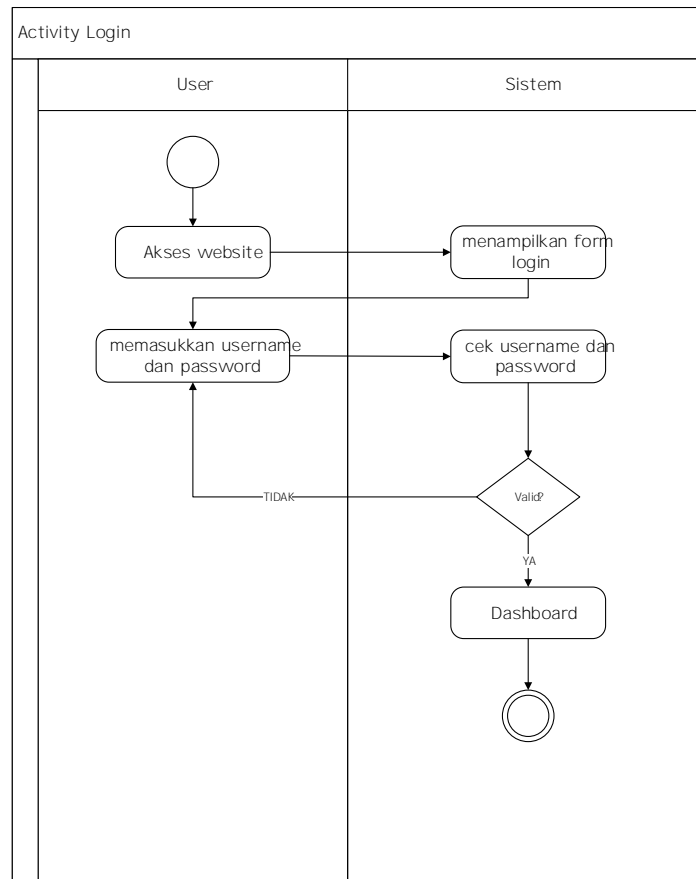 Activity Login
User
Sistem
Akses website
menampilkan form
login
memasukkan username
dan password
cek username dan
password
Valid?
TIDAK
YA
Dashboard